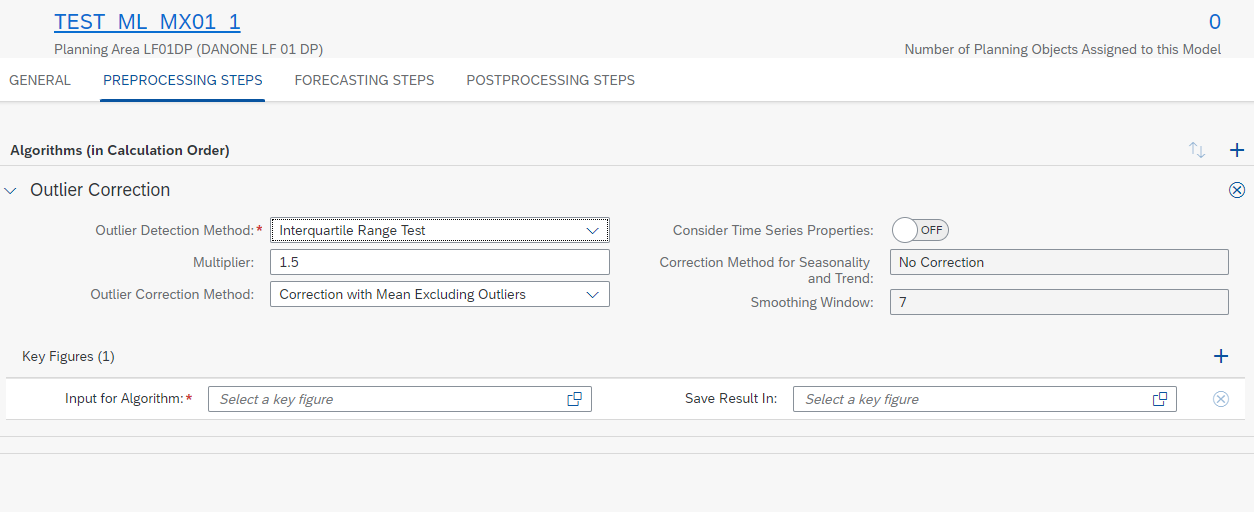 TEST_ML_MX01_1
0
Planning Area LF01DP (DANONE LF 01 DP)
Number of Planning Objects Assigned to this Model
GENERAL
PREPROCESSING STEPS
FORECASTING STEPS
POSTPROCESSING STEPS
Algorithms (in Calculation Order)
Outlier Correction
Outlier Detection Method:*
Interquartile Range Test
Multiplier:
1.5
Outlier Correction Method:
Correction with Mean Excluding Outliers
Consider Time Series Properties:
OFF
Correction Method for Seasonality
and Trend:
No Correction
Smoothing Window:
7
Key Figures (1)
Input for Algorithm:*
Select a key figure
Save Result In:
Select a key figure